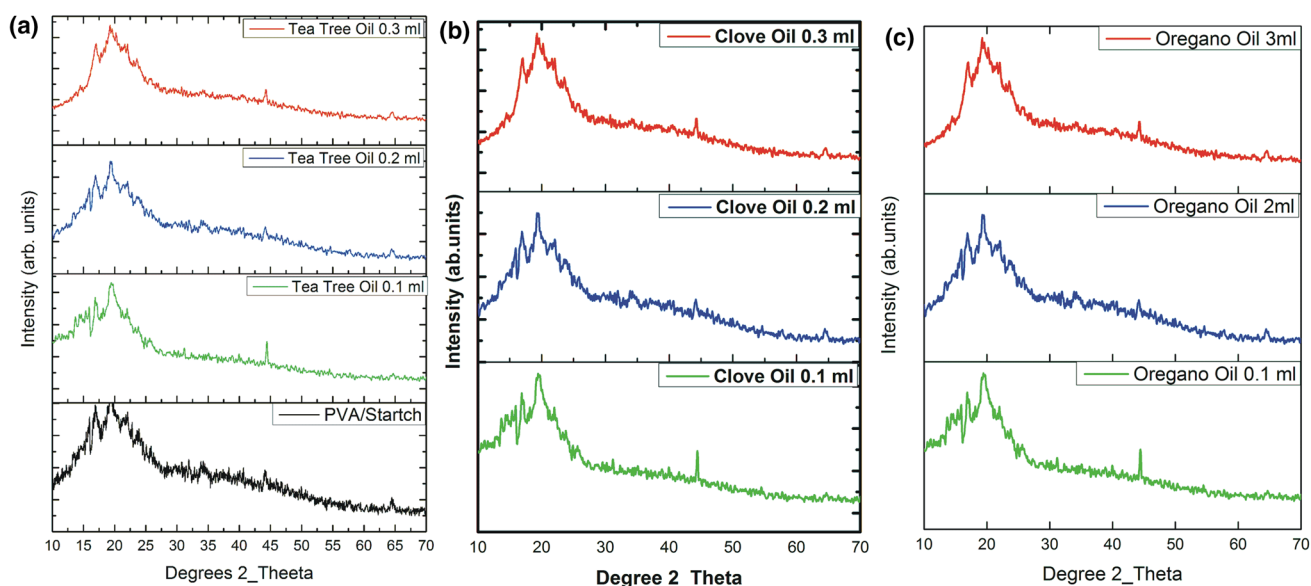 (a)
Tea Tree Oil 0.3 ml
Tea Tree Oil 0.2 ml
Tea Tree Oil 0.1 ml
PVA/Startch
Intensity (arb. units)
10 15 20 25 30 35 40 45 50 55 60 65 70
Degrees 2_Theeta
(b)
Clove Oil 0.3 ml
Clove Oil 0.2 ml
Clove Oil 0.1 ml
Intensity (ab.units)
10 20 30 40 50 60 70
Degree 2_Theta
(c)
Oregano Oil 3ml
Oregano Oil 2ml
Oregano Oil 0.1 ml
Intensity (ab.units)
10 20 30 40 50 60 70
Degree 2_Theta